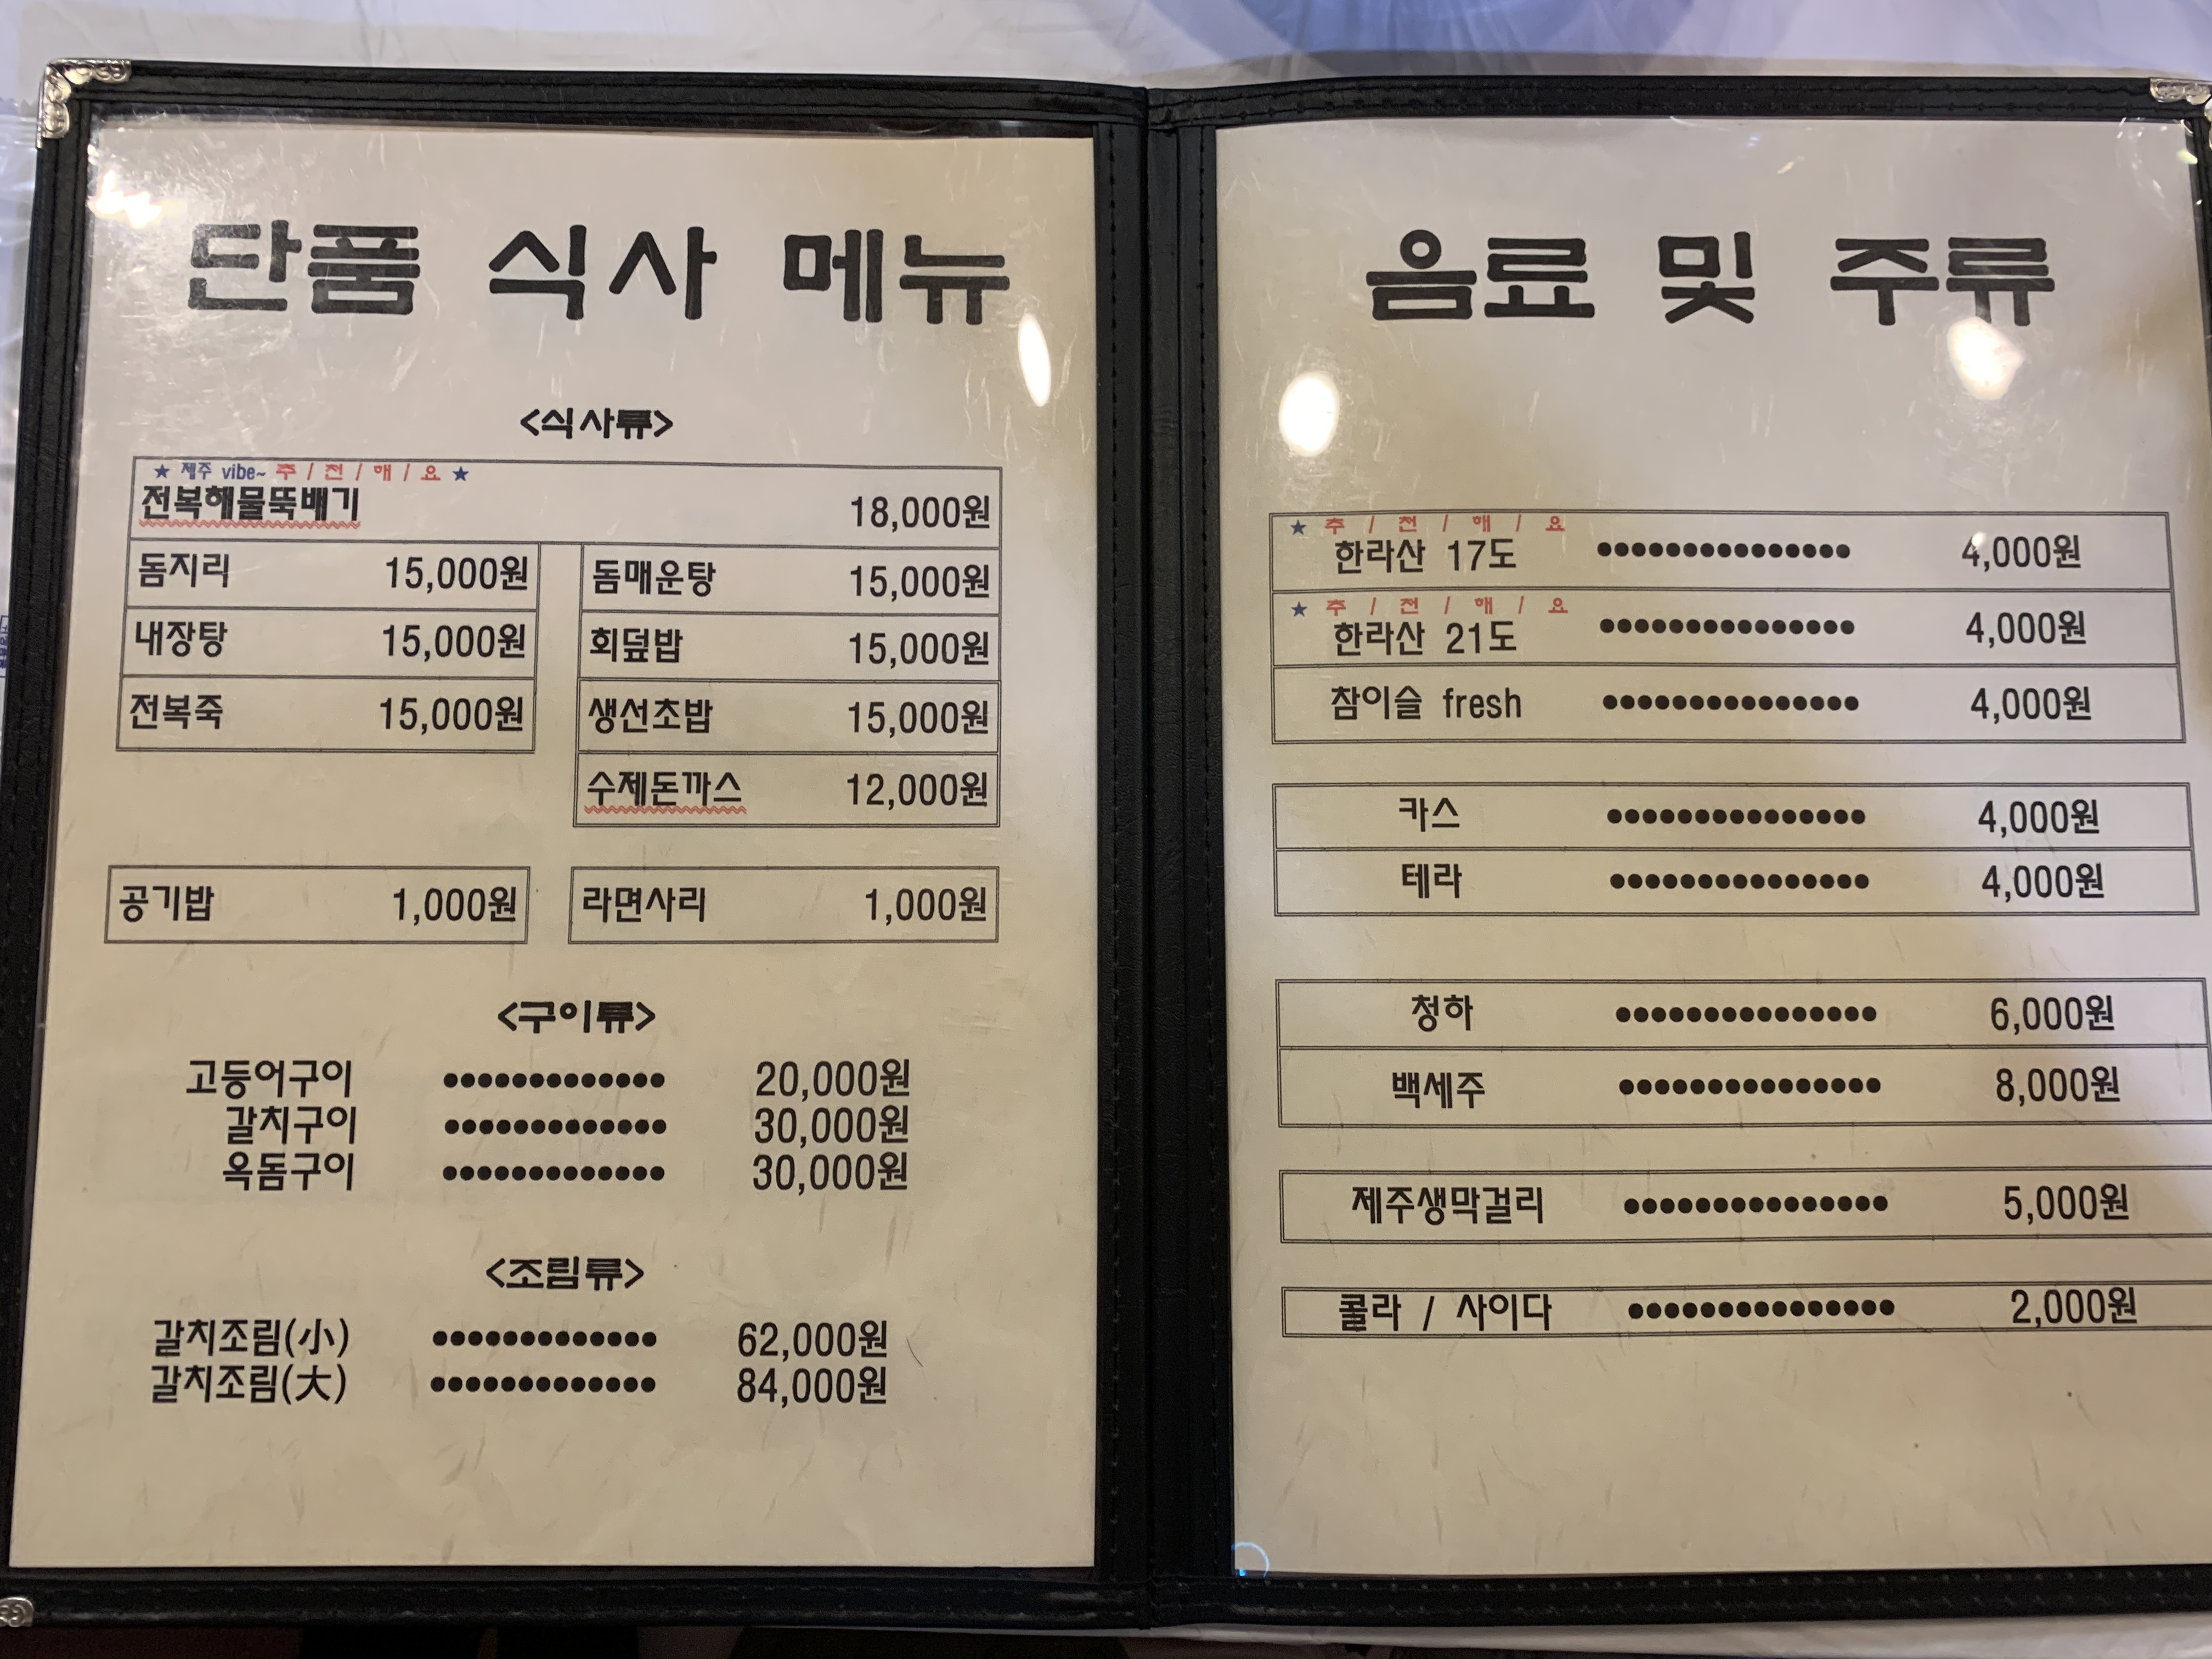 단품 식사 메뉴
<식사류>
★ 제주 vibe~ 추 / 천 / 해 / 요 ★
전복해물뚝배기 18,000원
돔지리 15,000원 돔매운탕 15,000원
내장탕 15,000원 회덮밥 15,000원
전복죽 15,000원 생선초밥 15,000원
수제돈까스 12,000원
공기밥 1,000원 라면사리 1,000원
<구이류>
고등어구이 ••••••••••••• 20,000원
갈치구이 ••••••••••••• 30,000원
옥돔구이 ••••••••••••• 30,000원
<조림류>
갈치조림(小) ••••••••••••• 62,000원
갈치조림(大) ••••••••••••• 84,000원
음료 및 주류
★ 추 / 천 / 해 / 요
한라산 17도 ••••••••••••••• 4,000원
★ 추 / 천 / 해 / 요
한라산 21도 ••••••••••••••• 4,000원
참이슬 fresh ••••••••••••••• 4,000원
카스 ••••••••••••••• 4,000원
테라 ••••••••••••••• 4,000원
청하 ••••••••••••••• 6,000원
백세주 ••••••••••••••• 8,000원
제주생막걸리 ••••••••••••••• 5,000원
콜라 / 사이다 ••••••••••••••• 2,000원